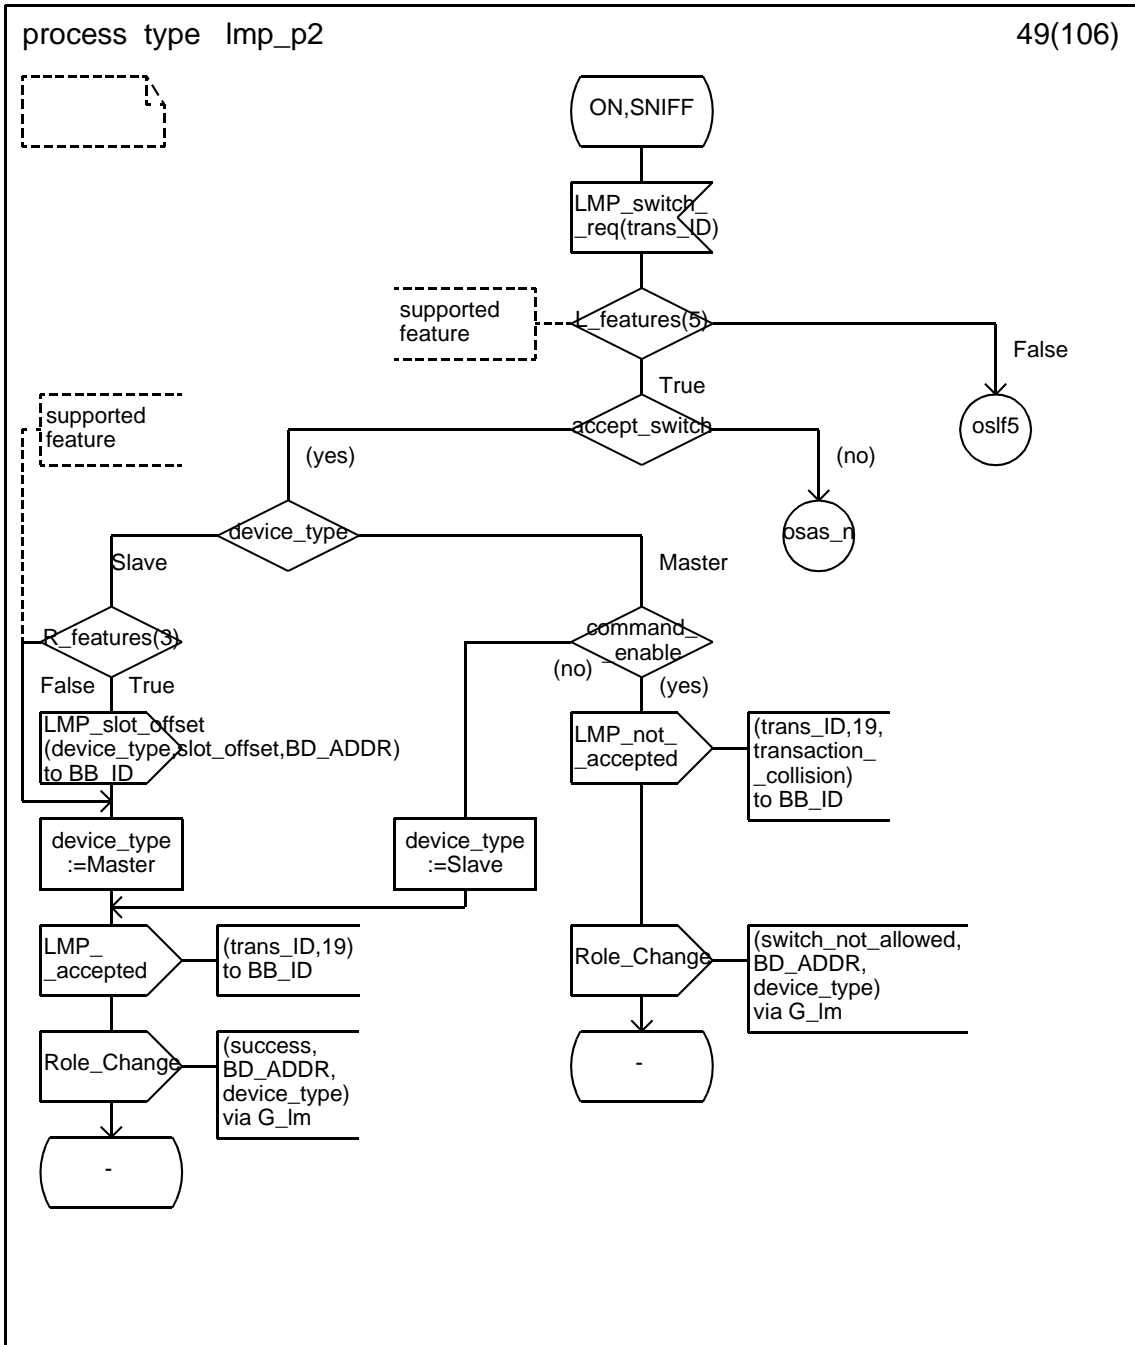 process type lmp_p2
49(106)
ON,SNIFF
LMP_switch_
_req(trans_ID)
supported
feature
L_features(5)
False
True
supported
feature
accept_switch
oslf5
(yes)
(no)
device_type
osas_n
Slave
Master
R_features(3)
command_
_enable
(no)
False
True
(yes)
LMP_slot_offset
(device_type,slot_offset,BD_ADDR)
to BB_ID
LMP_not_
_accepted
(trans_ID,19,
transaction_
_collision)
to BB_ID
device_type
:=Master
device_type
:=Slave
LMP_
_accepted
(trans_ID,19)
to BB_ID
Role_Change
(switch_not_allowed,
BD_ADDR,
device_type)
via G_lm
Role_Change
(success,
BD_ADDR,
device_type)
via G_lm
-
-